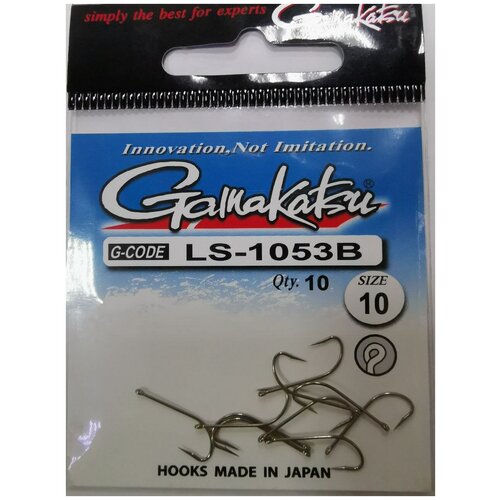 simply the best for experts
Gamakatsu
Innovation, Not Imitation.
Gamakatsu®
G-CODE LS-1053B
Qty. 10
SIZE
10
HOOKS MADE IN JAPAN